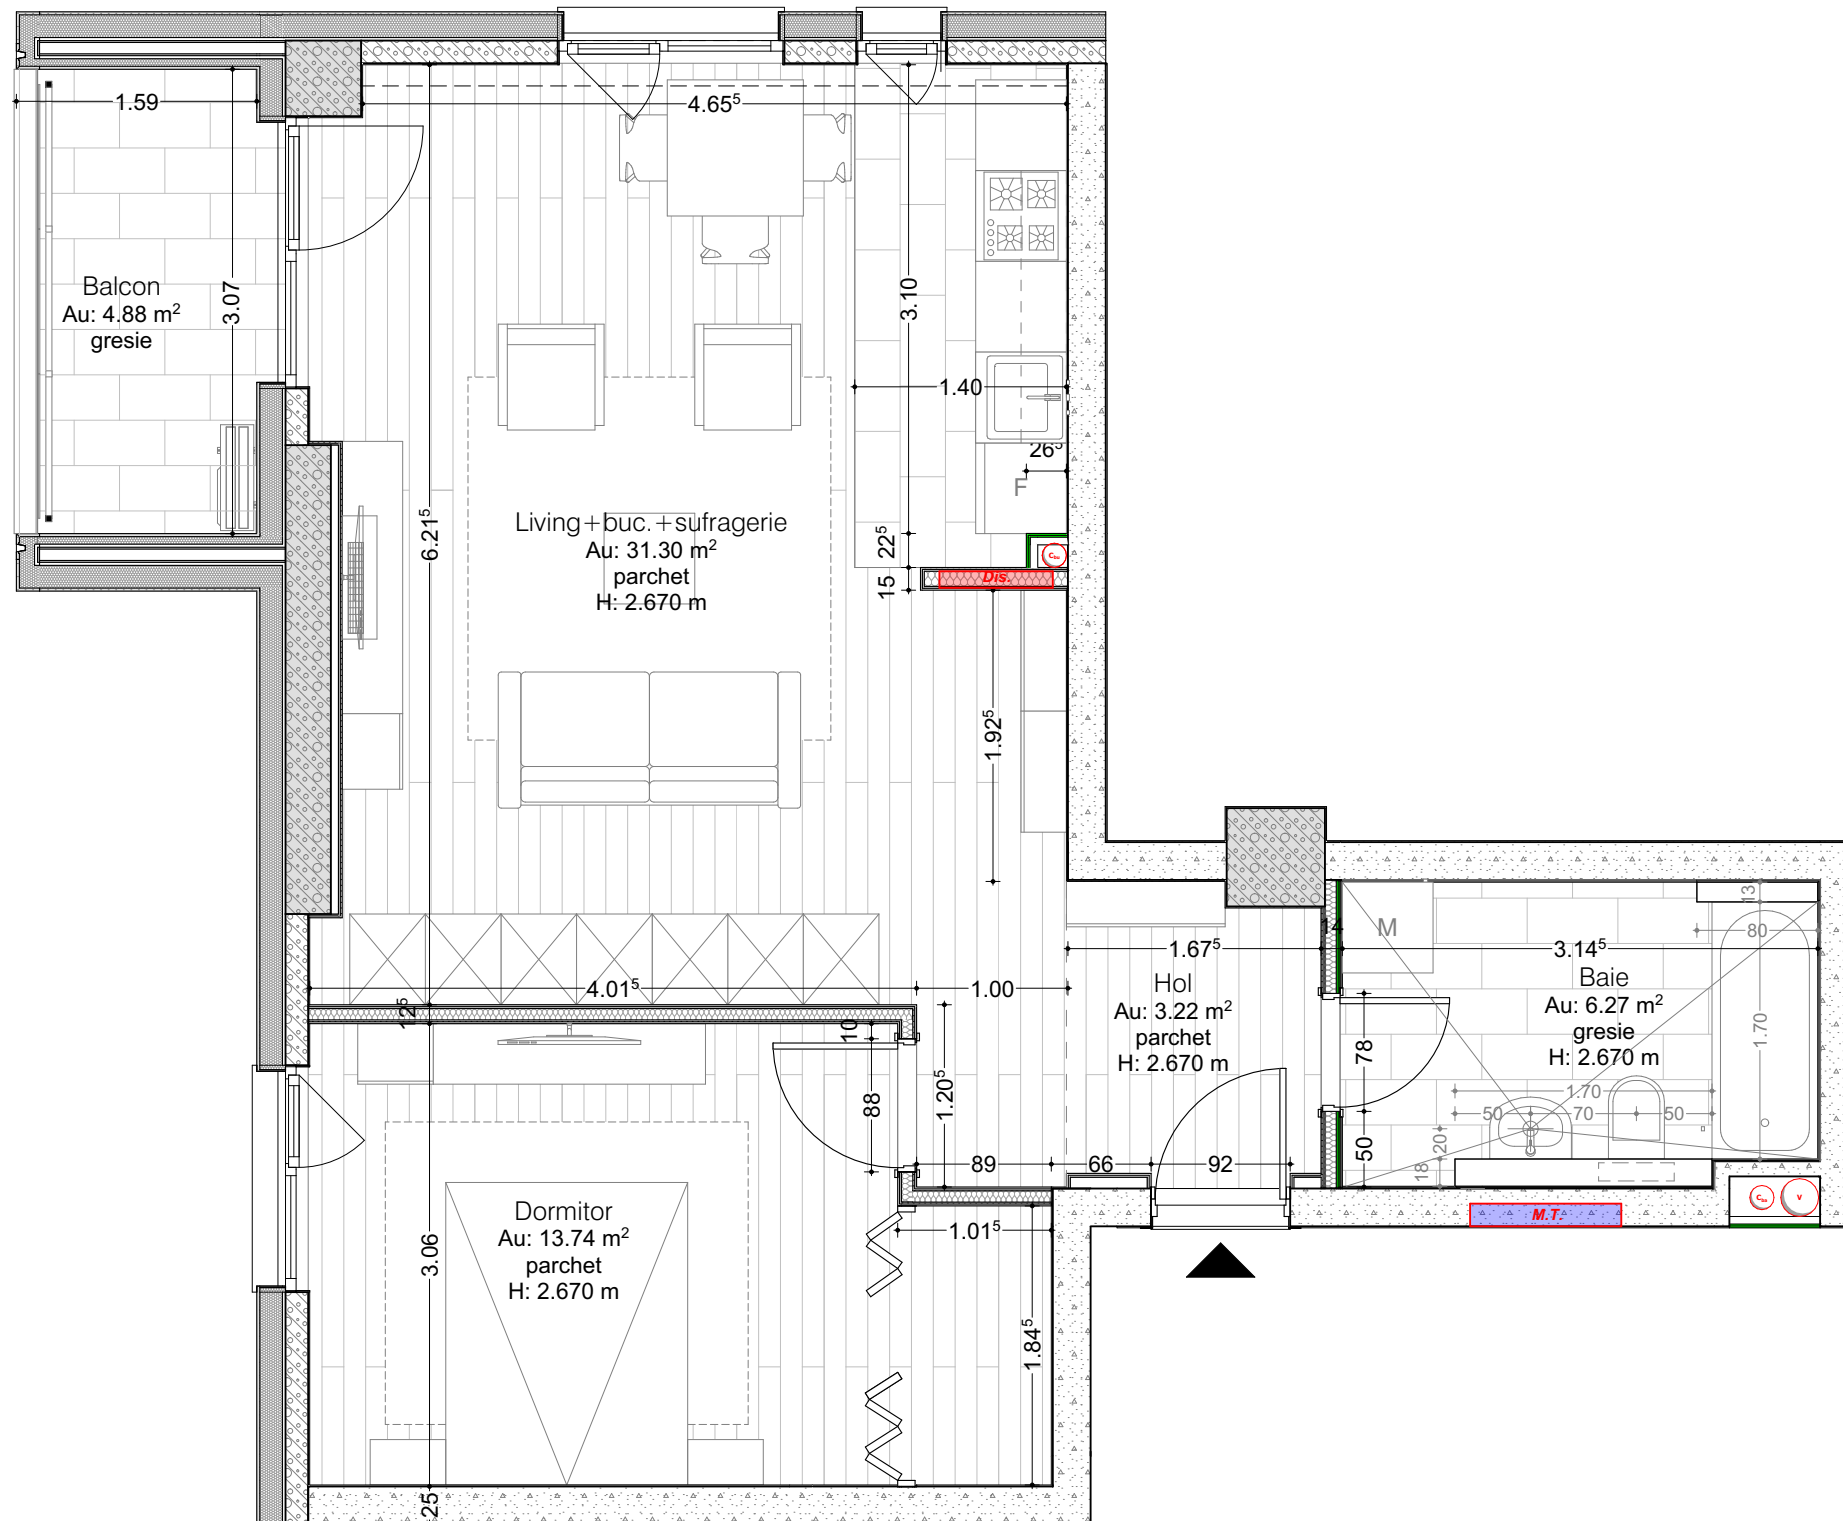 1.59
4.65⁵
Balcon
Au: 4.88 m²
gresie
3.07
3.10
1.40
26⁵
F
6.21⁵
Living+buc.+sufragerie
Au: 31.30 m²
parchet
H: 2.670 m
22⁵
15
Dis.
1.92⁵
4.01⁵
1.00
12⁵
1.67⁵
Hol
Au: 3.22 m²
parchet
H: 2.670 m
14
M
13
80
3.14⁵
Baie
Au: 6.27 m²
gresie
H: 2.670 m
1.70
78
50
1.70
50
70
50
20
18
10
88
1.20⁵
89
66
92
M.T.
V
Dormitor
Au: 13.74 m²
parchet
H: 2.670 m
3.06
1.01⁵
1.84⁵
25